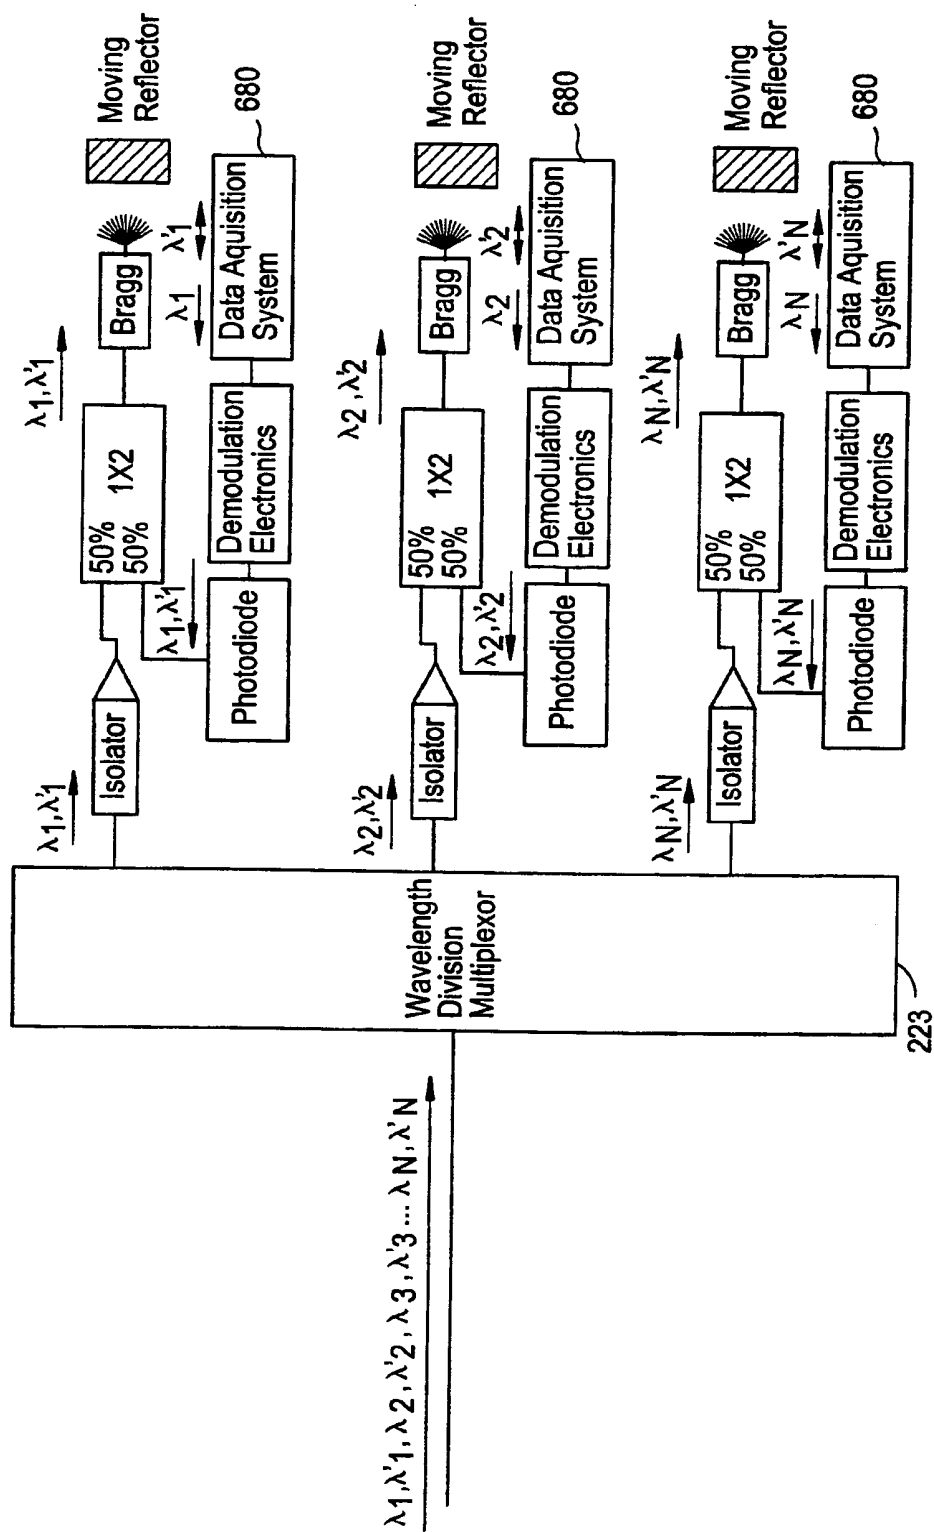 λ1,λ'1,λ2,λ'2,λ3,λ'3...λN,λ'N
Wavelength
Division
Multiplexor
223
λ1,λ'1
Isolator
50%
50%
1X2
λ1,λ'1
Bragg
Moving
Reflector
λ1
λ'1
λ1,λ'1
Photodiode
Demodulation
Electronics
Data Aquisition
System
680
λ2,λ'2
Isolator
50%
50%
1X2
λ2,λ'2
Bragg
Moving
Reflector
λ2
λ'2
λ2,λ'2
Photodiode
Demodulation
Electronics
Data Aquisition
System
680
λN,λ'N
Isolator
50%
50%
1X2
λN,λ'N
Bragg
Moving
Reflector
λN
λ'N
λN,λ'N
Photodiode
Demodulation
Electronics
Data Aquisition
System
680